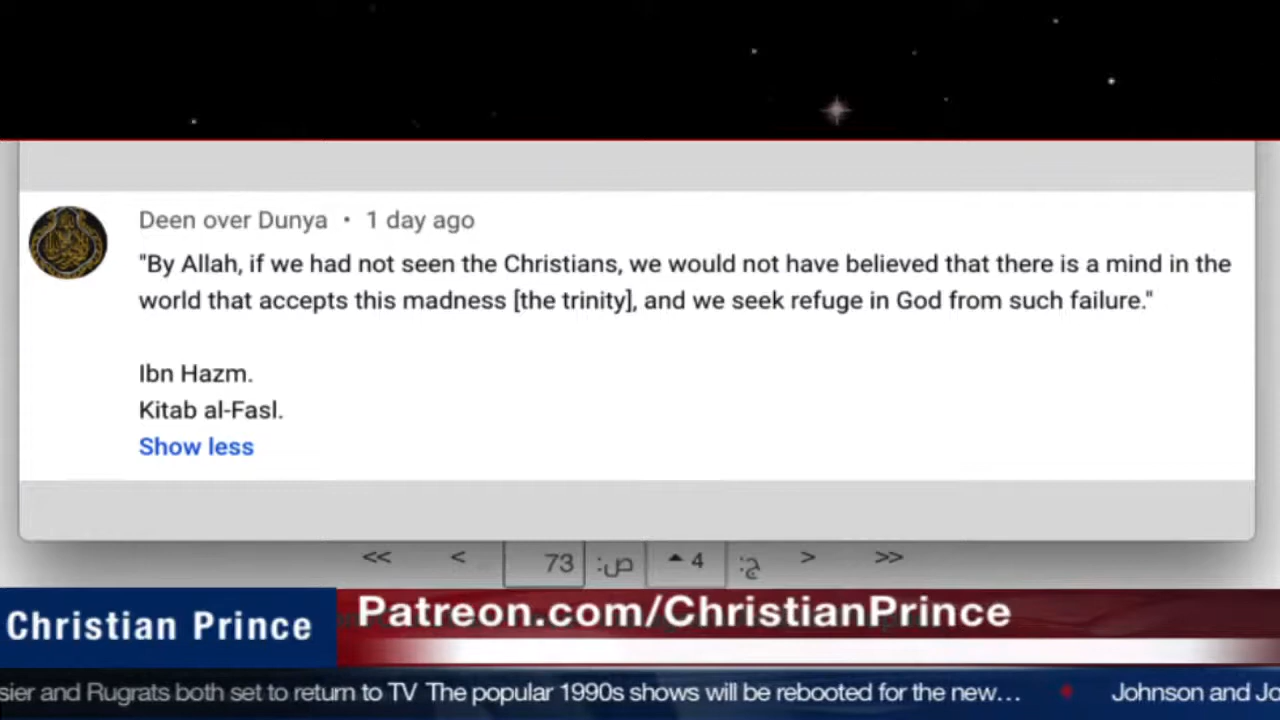 Deen over Dunya • 1 day ago
"By Allah, if we had not seen the Christians, we would not have believed that there is a mind in the
world that accepts this madness [the trinity], and we seek refuge in God from such failure."
Ibn Hazm.
Kitab al-Fasl.
Show less
<< < 73 :ص 4 :ج > >>
Christian Prince
Patreon.com/ChristianPrince
sier and Rugrats both set to return to TV The popular 1990s shows will be rebooted for the new… • Johnson and Jo